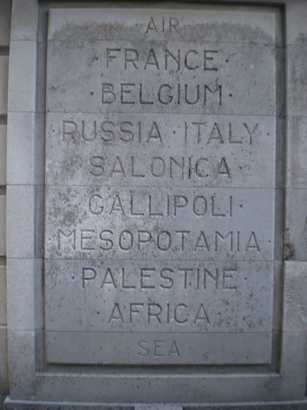 · AIR ·
· FRANCE ·
· BELGIUM ·
· RUSSIA · ITALY ·
SALONICA
· GALLIPOLI ·
MESOPOTAMIA
· PALESTINE ·
· AFRICA ·
SEA